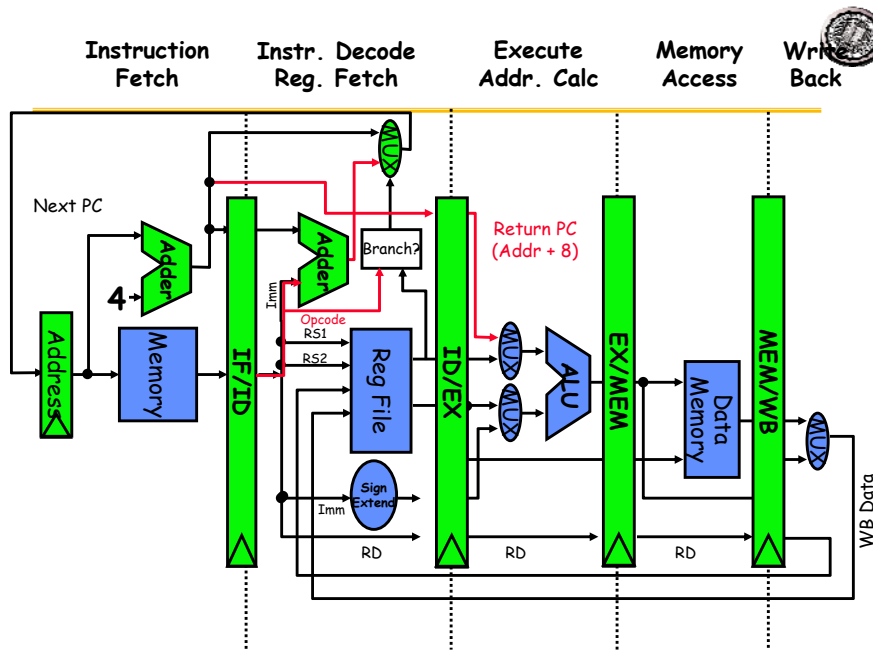 Instruction
Fetch
Instr. Decode
Reg. Fetch
Execute
Addr. Calc
Memory
Access
Write
Back
Next PC
MUX
Adder
4
Adder
Branch?
Return PC
(Addr + 8)
Imm
Opcode
RS1
RS2
Address
Memory
IF/ID
Reg File
ID/EX
MUX
MUX
ALU
EX/MEM
Data
Memory
MEM/WB
MUX
Sign
Extend
Imm
RD
RD
RD
WB Data